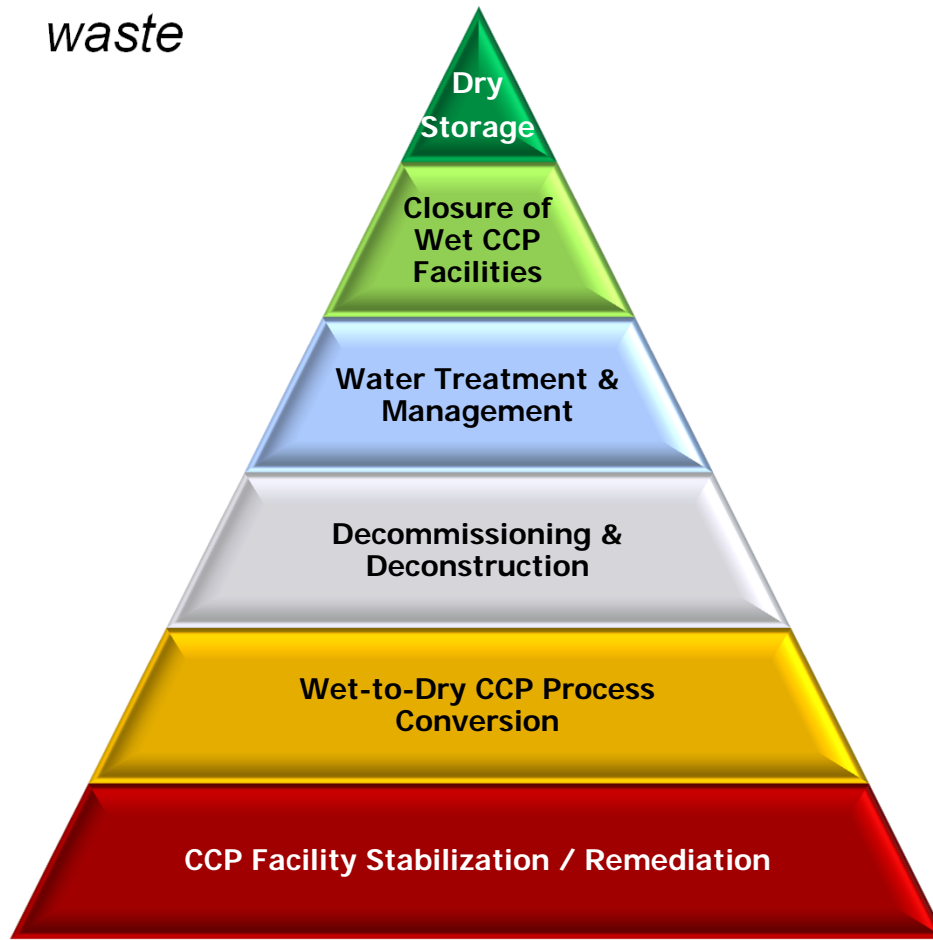 waste
Dry
Storage
Closure of
Wet CCP
Facilities
Water Treatment &
Management
Decommissioning &
Deconstruction
Wet-to-Dry CCP Process
Conversion
CCP Facility Stabilization / Remediation